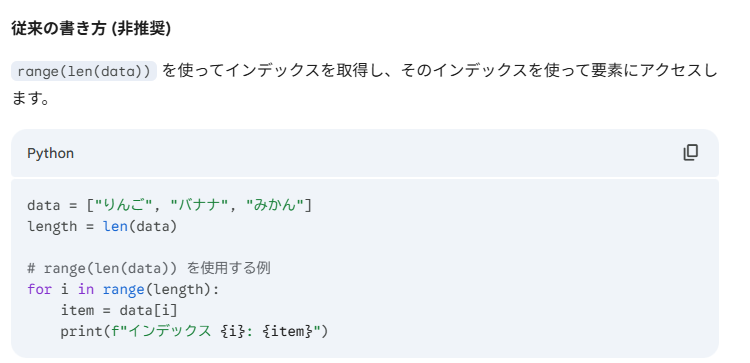 従来の書き方 (非推奨)
range(len(data)) を使ってインデックスを取得し、そのインデックスを使って要素にアクセスし
ます。
Python
data = ["りんご", "バナナ", "みかん"]
length = len(data)
# range(len(data)) を使用する例
for i in range(length):
    item = data[i]
    print(f"インデックス {i}: {item}")